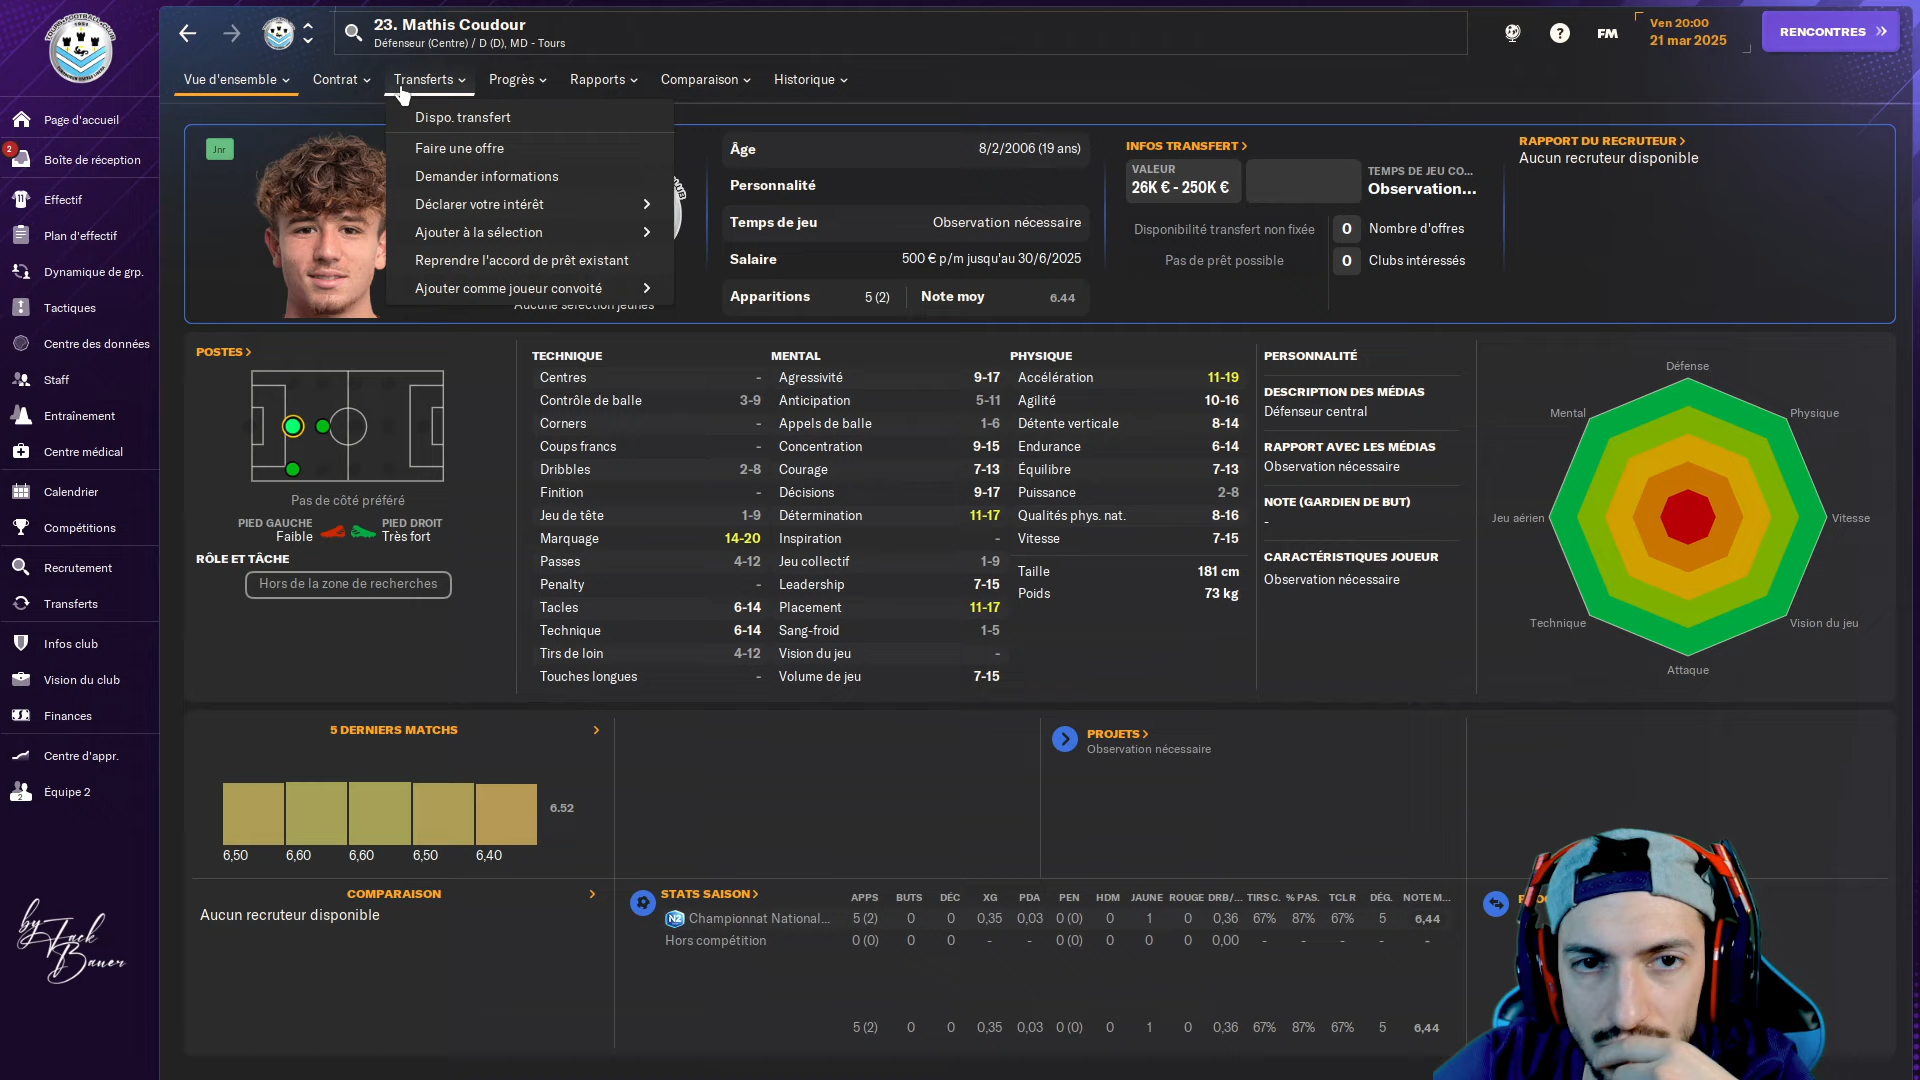 23. Mathis Coudour
Défenseur (Centre) / D (D), MD - Tours
FM
Ven 20:00
21 mar 2025
RENCONTRES
Vue d'ensemble
Contrat
Transferts
Progrès
Rapports
Comparaison
Historique
Page d'accueil
2
Boîte de réception
Effectif
Plan d'effectif
Dynamique de grp.
Tactiques
Centre des données
Staff
Entraînement
Centre médical
Calendrier
Compétitions
Recrutement
Transferts
Infos club
Vision du club
Finances
Centre d'appr.
2
Équipe 2
by Jack Bauer
Jnr
Dispo. transfert
Faire une offre
Demander informations
Déclarer votre intérêt
Ajouter à la sélection
Reprendre l'accord de prêt existant
Ajouter comme joueur convoité
Aucune sélection jeunes
Âge 8/2/2006 (19 ans)
Personnalité
Temps de jeu Observation nécessaire
Salaire 500 € p/m jusqu'au 30/6/2025
Apparitions 5 (2) Note moy 6.44
INFOS TRANSFERT
VALEUR
26K € - 250K €
TEMPS DE JEU CO...
Observation...
Disponibilité transfert non fixée
Pas de prêt possible
0 Nombre d'offres
0 Clubs intéressés
RAPPORT DU RECRUTEUR
Aucun recruteur disponible
POSTES
Pas de côté préféré
PIED GAUCHE
Faible
PIED DROIT
Très fort
RÔLE ET TÂCHE
Hors de la zone de recherches
TECHNIQUE
Centres -
Contrôle de balle 3-9
Corners -
Coups francs -
Dribbles 2-8
Finition -
Jeu de tête 1-9
Marquage 14-20
Passes 4-12
Penalty -
Tacles 6-14
Technique 6-14
Tirs de loin 4-12
Touches longues -
MENTAL
Agressivité 9-17
Anticipation 5-11
Appels de balle 1-6
Concentration 9-15
Courage 7-13
Décisions 9-17
Détermination 11-17
Inspiration -
Jeu collectif 1-9
Leadership 7-15
Placement 11-17
Sang-froid 1-5
Vision du jeu -
Volume de jeu 7-15
PHYSIQUE
Accélération 11-19
Agilité 10-16
Détente verticale 8-14
Endurance 6-14
Équilibre 7-13
Puissance 2-8
Qualités phys. nat. 8-16
Vitesse 7-15
Taille 181 cm
Poids 73 kg
PERSONNALITÉ
DESCRIPTION DES MÉDIAS
Défenseur central
RAPPORT AVEC LES MÉDIAS
Observation nécessaire
NOTE (GARDIEN DE BUT)
-
CARACTÉRISTIQUES JOUEUR
Observation nécessaire
Défense
Mental
Physique
Jeu aérien
Vitesse
Technique
Vision du jeu
Attaque
5 DERNIERS MATCHS
6.52
6,50 6,60 6,60 6,50 6,40
COMPARAISON
Aucun recruteur disponible
PROJETS
Observation nécessaire
STATS SAISON APPS BUTS DÉC XG PDA PEN HDM JAUNE ROUGE DRB/... TIRS C. % PAS. TCL R DÉG. NOTE M...
N2 Championnat National... 5 (2) 0 0 0,35 0,03 0 (0) 0 1 0 0,36 67% 87% 67% 5 6,44
Hors compétition 0 (0) 0 0 - - 0 (0) 0 0 0 0,00 - - - - -
5 (2) 0 0 0,35 0,03 0 (0) 0 1 0 0,36 67% 87% 67% 5 6,44